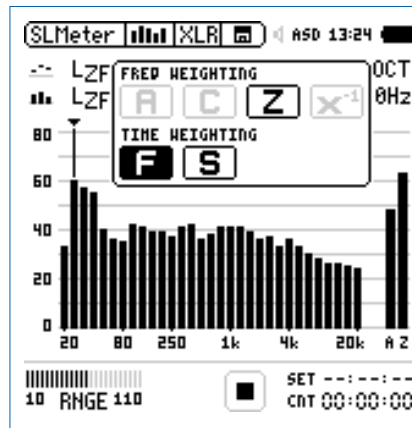 SLMeter XLR ASD 13:24
LZF FREQ WEIGHTING OCT
A C Z x⁻¹
LZF 0Hz
TIME WEIGHTING
F S
80
60
40
20
0
20 80 250 1k 4k 20k A Z
10 RNGE 110
SET --:--:--
CNT 00:00:00